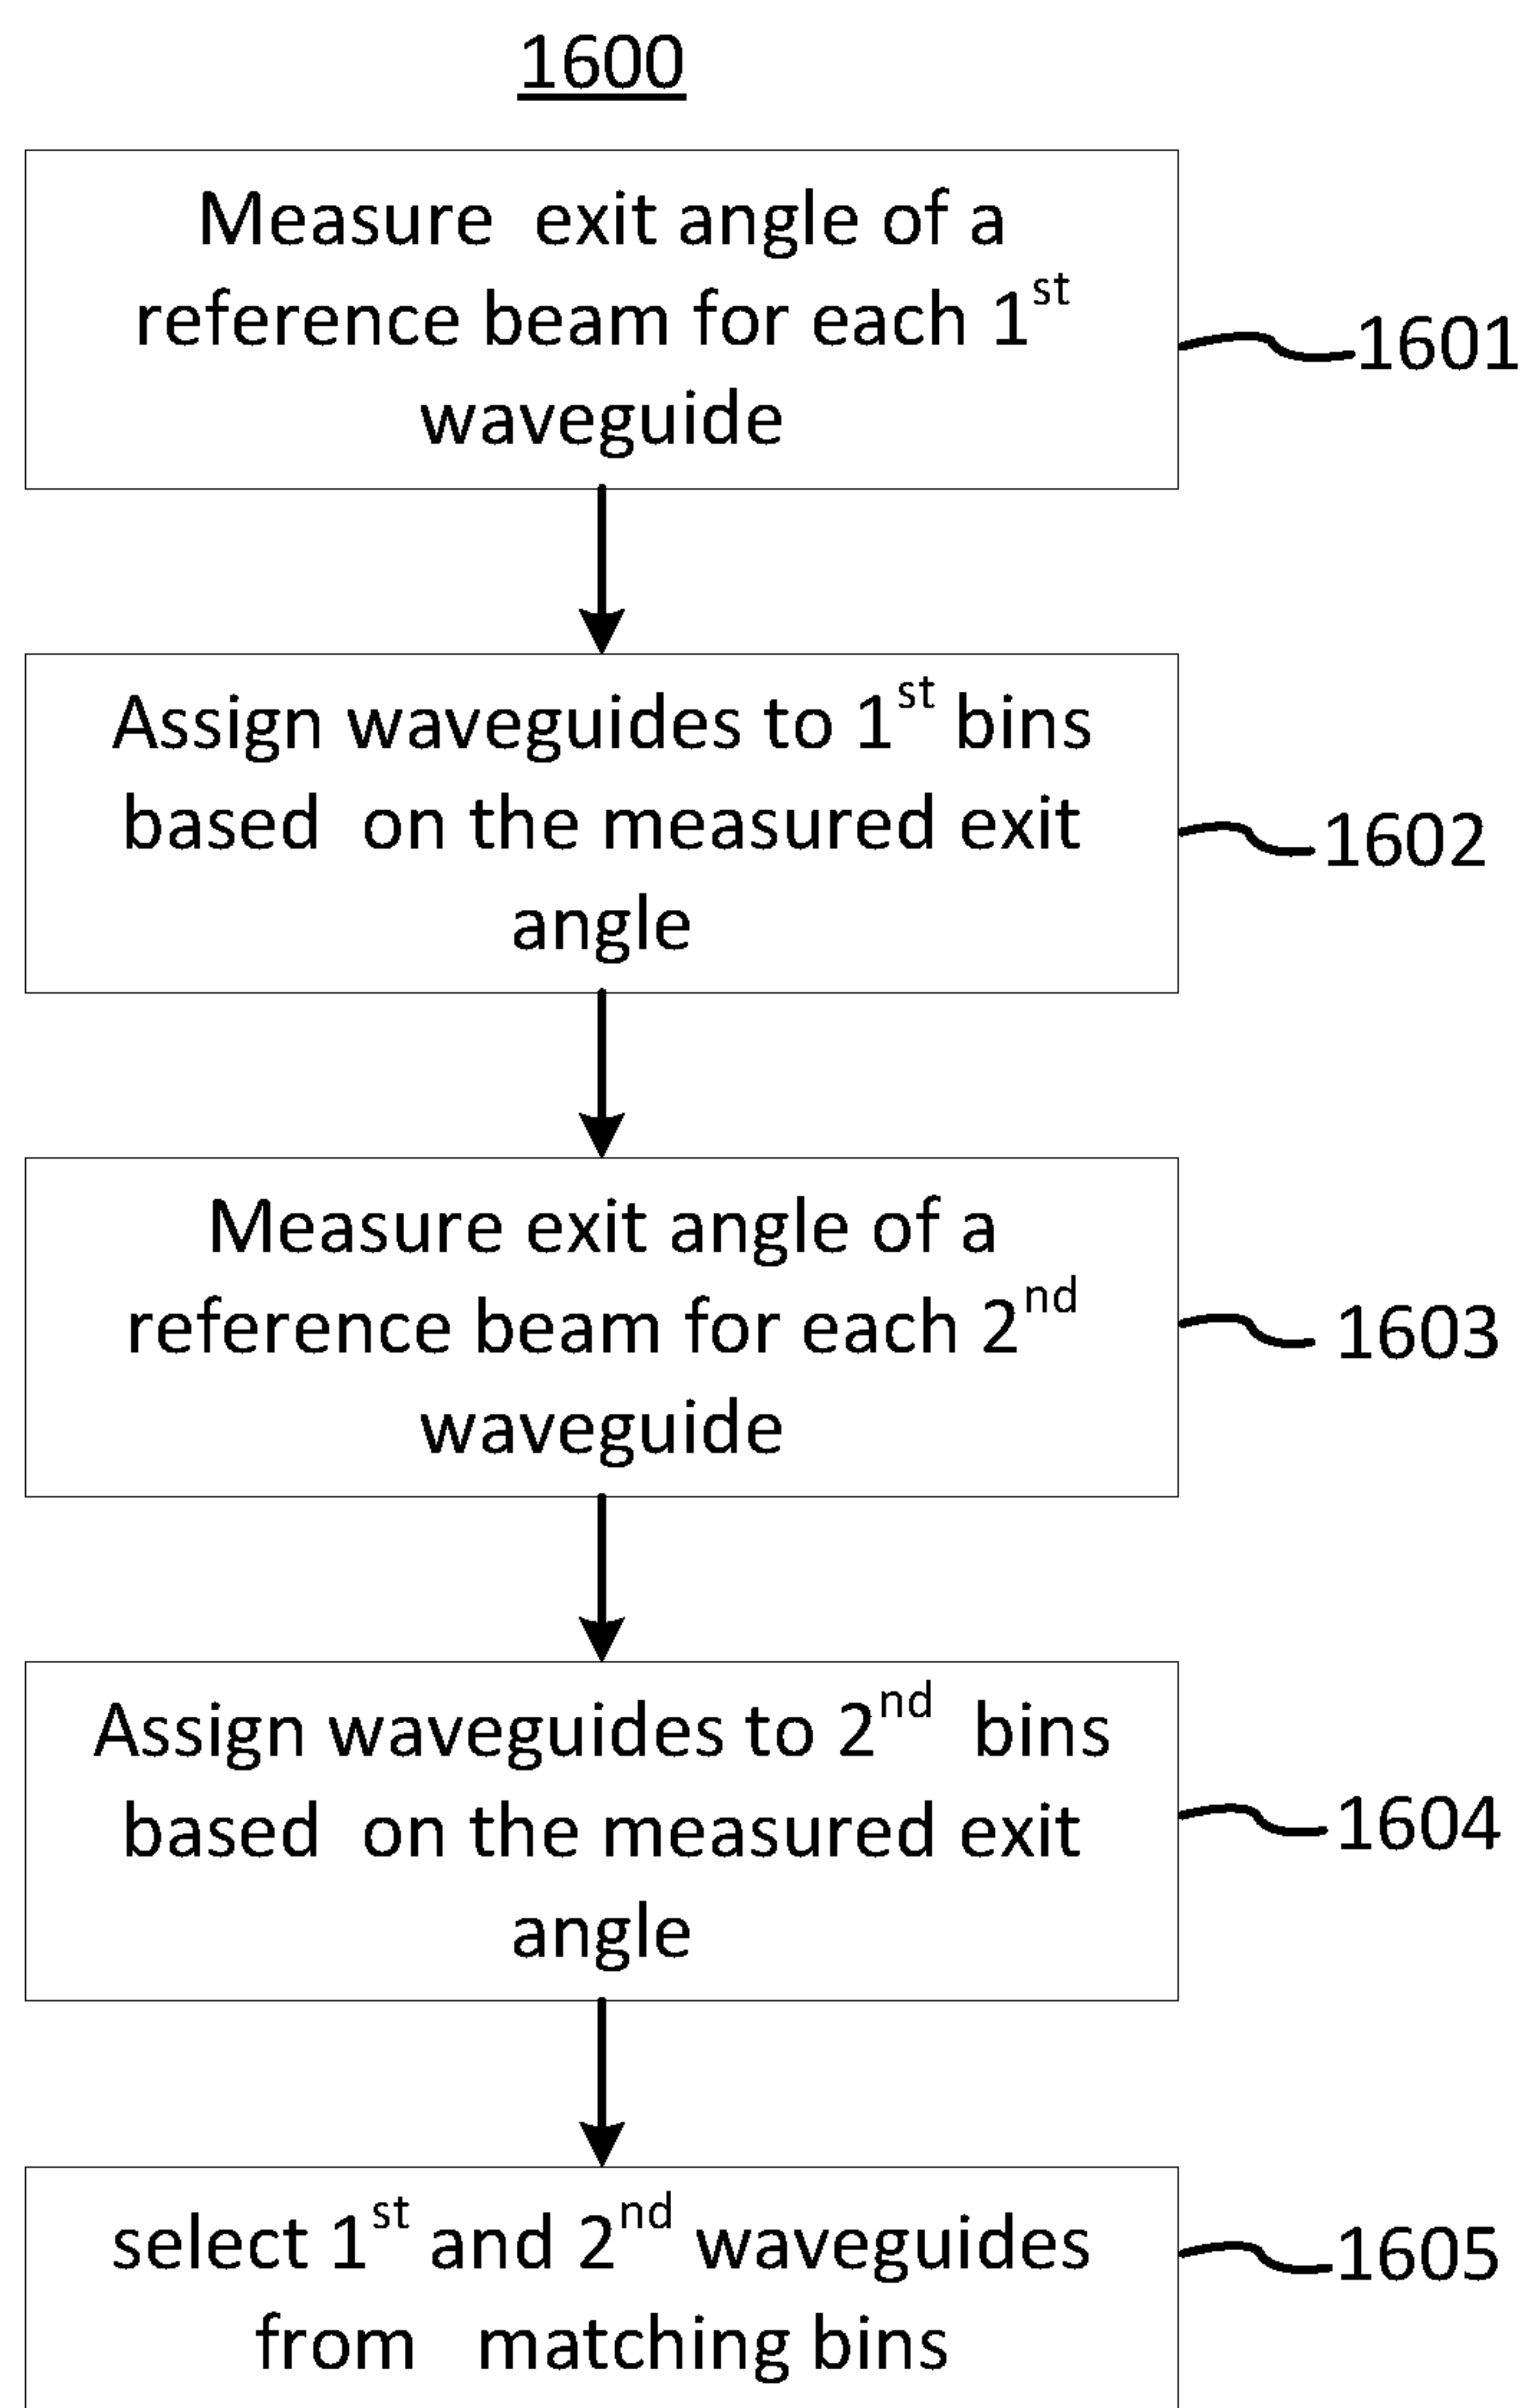 1600
Measure exit angle of a
reference beam for each 1st
waveguide
1601
Assign waveguides to 1st bins
based on the measured exit
angle
1602
Measure exit angle of a
reference beam for each 2nd
waveguide
1603
Assign waveguides to 2nd bins
based on the measured exit
angle
1604
select 1st and 2nd waveguides
from matching bins
1605